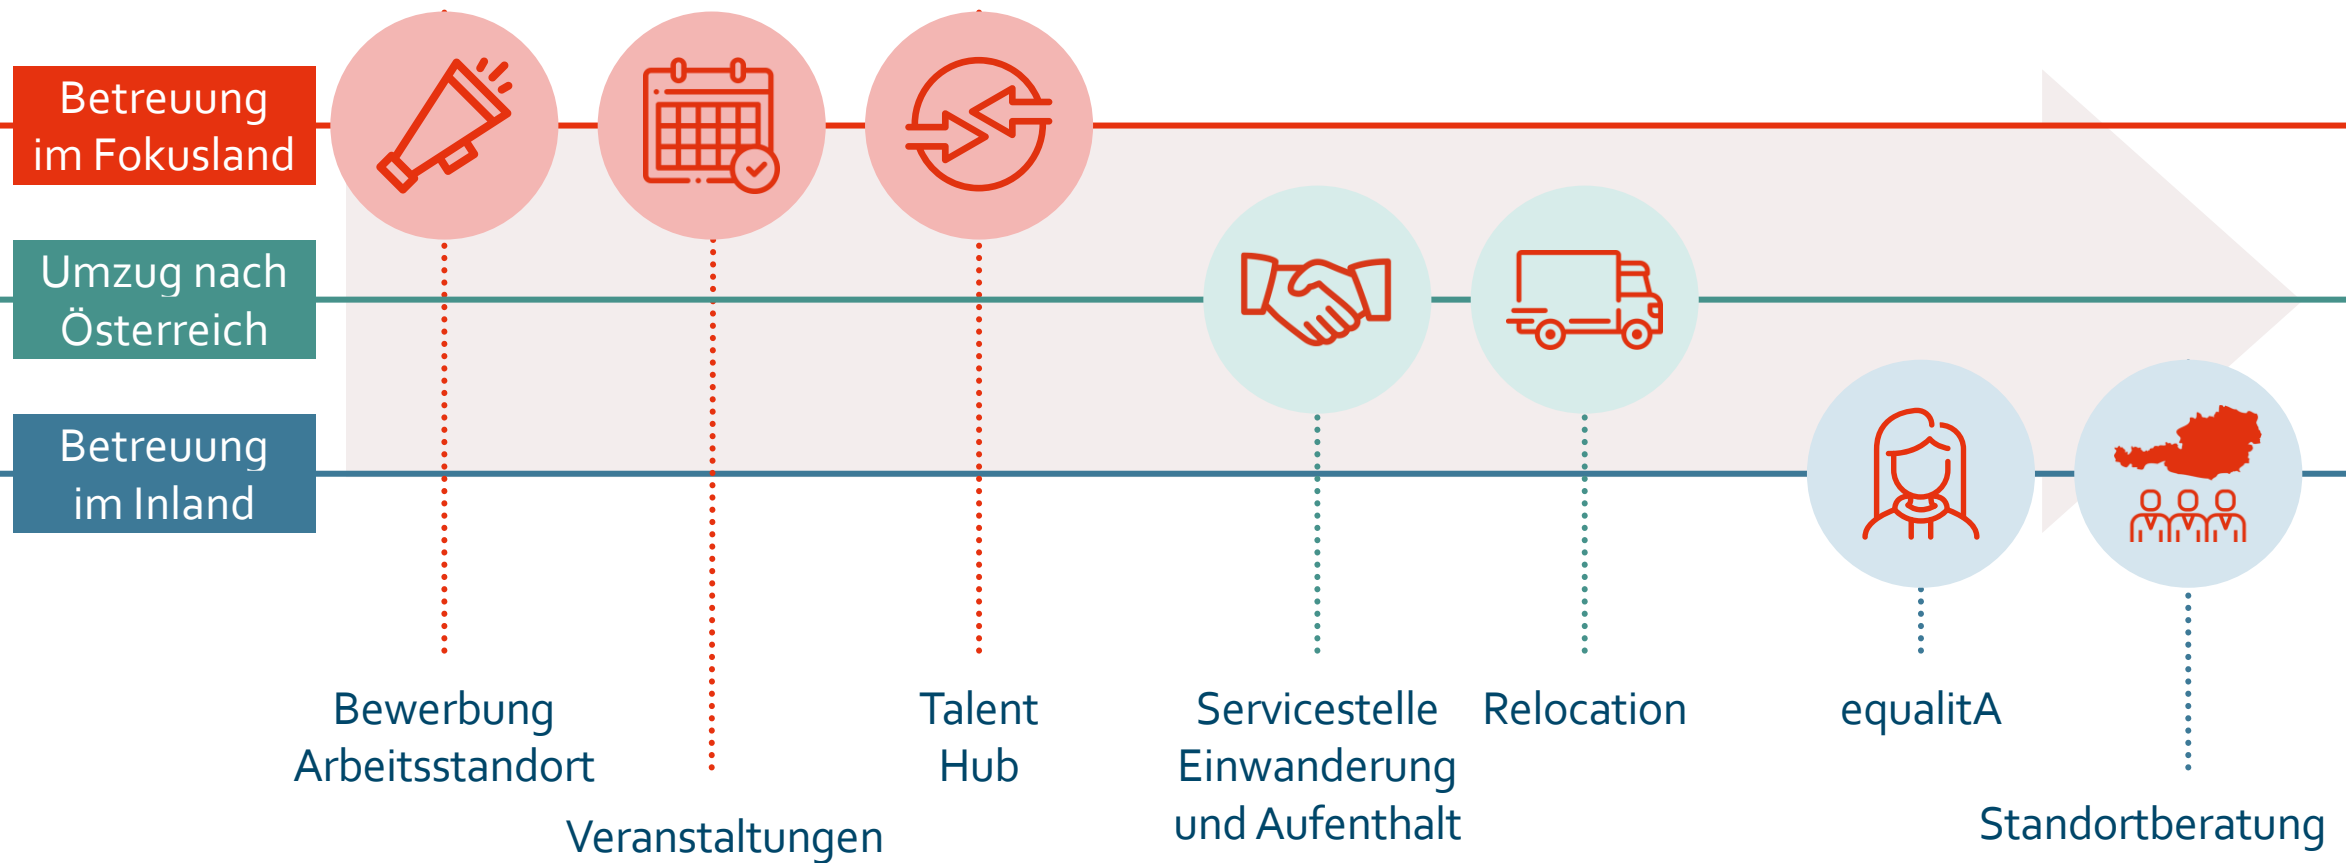 Betreuung
im Fokusland
Umzug nach
Österreich
Betreuung
im Inland
Bewerbung
Arbeitsstandort
Veranstaltungen
Talent
Hub
Servicestelle
Einwanderung
und Aufenthalt
Relocation
equalitA
Standortberatung